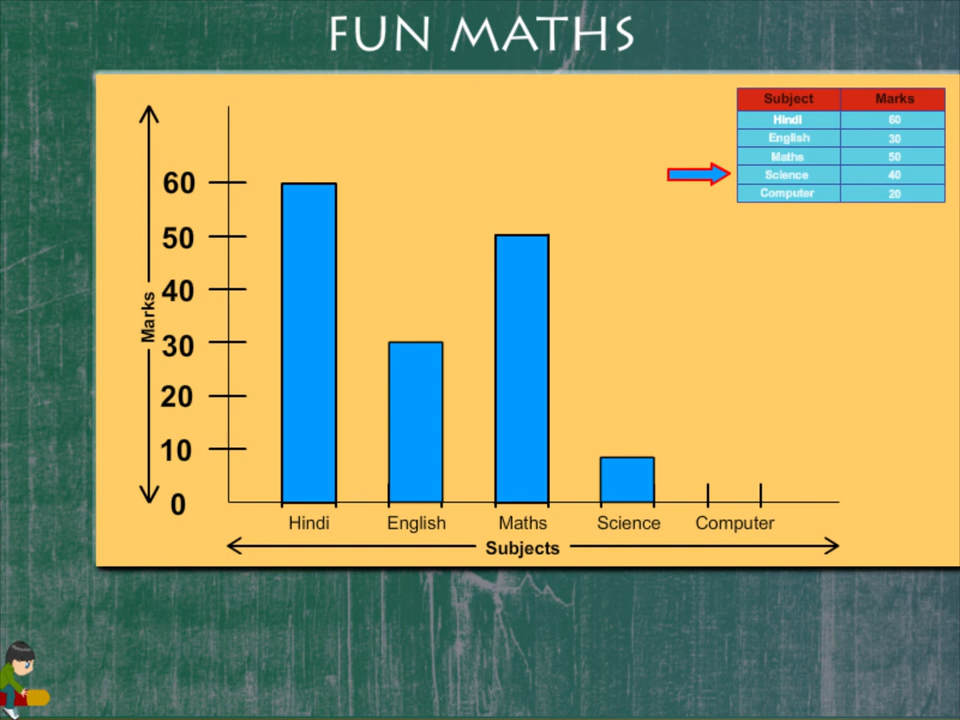 FUN MATHS
Subject Marks
Hindi 60
English 30
Maths 50
Science 40
Computer 20
60
50
40
30
20
10
0
Marks
Hindi English Maths Science Computer
Subjects